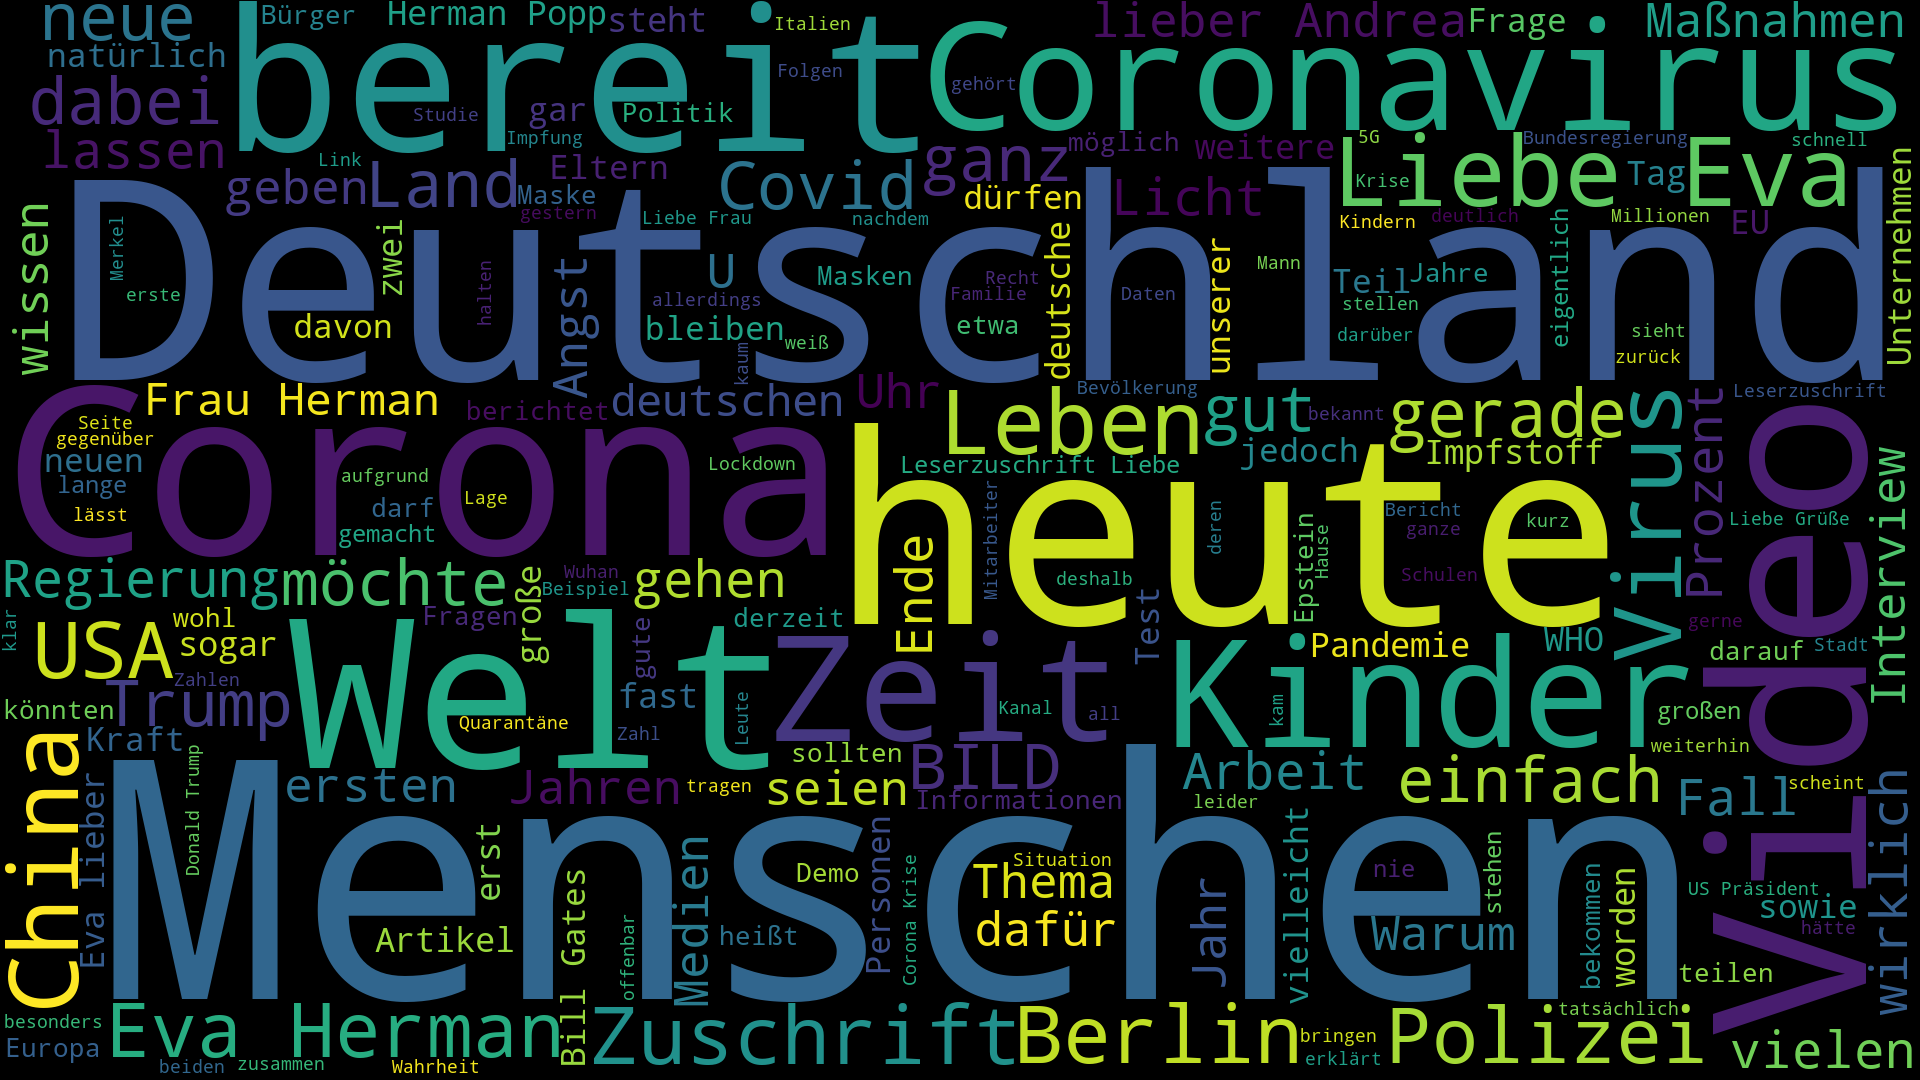 neue
Bürger
Herman Popp
steht
Italien
lieber Andrea
Frage
Maßnahmen
natürlich
bereit
Coronavirus
Folgen
gehört
dabei
Studie
gar
Politik
lassen
Link
Impfung
Eltern
ganz
möglich
weitere
5G
Liebe
Bundesregierung
Eva
schnell
geben
Land
Maske
Covid
dürfen
Licht
Krise
Tag
Unternehmen
wissen
Merkel
gestern
Liebe Frau
nachdem
Kindern
deutlich
Millionen
EU
Deutschland
zwei
erste
halten
Angst
U
Masken
allerdings
Recht
Familie
deutsche
Daten
unserer
Mann
Teil
Jahre
stellen
eigentlich
davon
bleiben
weiß
kaum
etwa
darüber
sieht
zurück
Frau Herman
berichtet
deutschen
Uhr
Bevölkerung
Leserzuschrift
Seite
gegenüber
Corona
Leben
gut
bekannt
gerade
Virus
Prozent
Video
neuen
lange
aufgrund
Lockdown
Leserzuschrift Liebe
jedoch
Impfstoff
Interview
lässt
darf
Lage
gemacht
heute
Mitarbeiter
deren
Bericht
ganze
kurz
Liebe Grüße
Regierung
möchte
große
Wuhan
Beispiel
gehen
Ende
deshalb
Epstein
Hause
Schulen
klar
USA
wohl
sogar
Fragen
gute
derzeit
Test
Pandemie
WHO
gerne
darauf
Stadt
Welt
Zeit
Kinder
Zahlen
Trump
könnten
fast
Quarantäne
Zahl
Leute
Kanal
all
kam
großen
weiterhin
China
Kraft
Eva lieber
Donald Trump
ersten
Jahren
tragen
sollten
seien
BILD
Informationen
Arbeit
leider
einfach
Fall
scheint
wirklich
Menschen
erst
Medien
Personen
Demo
Situation
Thema
dafür
Jahr
vielleicht
nie
stehen
US Präsident
sowie
hätte
Artikel
Bill Gates
offenbar
heißt
Corona Krise
Warum
bekommen
worden
teilen
besonders
Europa
Eva Herman
beiden
zusammen
Wahrheit
Zuschrift
Berlin
bringen
erklärt
Polizei
tatsächlich
vielen